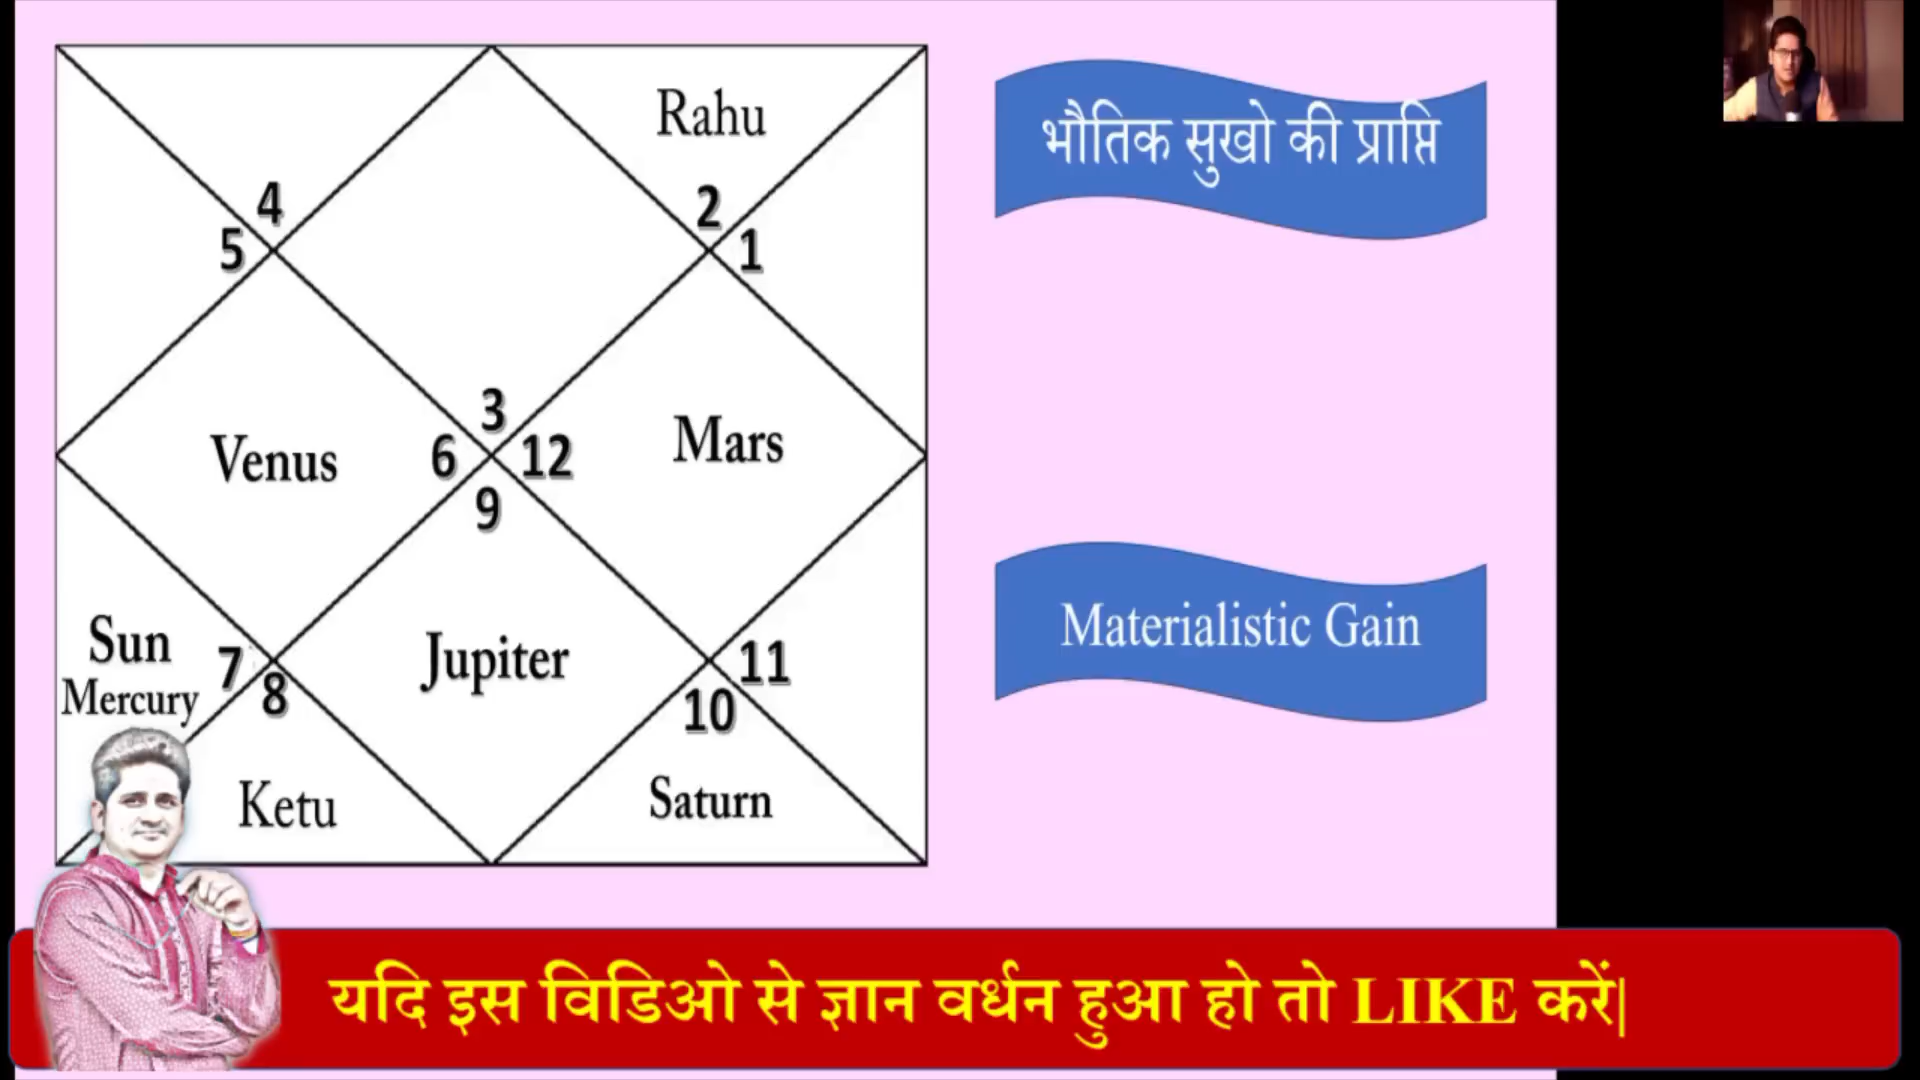 Rahu
भौतिक सुखो की प्राप्ति
4
2
5
1
3
Venus
6
12
Mars
9
Sun
7
Jupiter
11
Materialistic Gain
Mercury
8
10
Ketu
Saturn
यदि इस विडिओ से ज्ञान वर्धन हुआ हो तो LIKE करें|